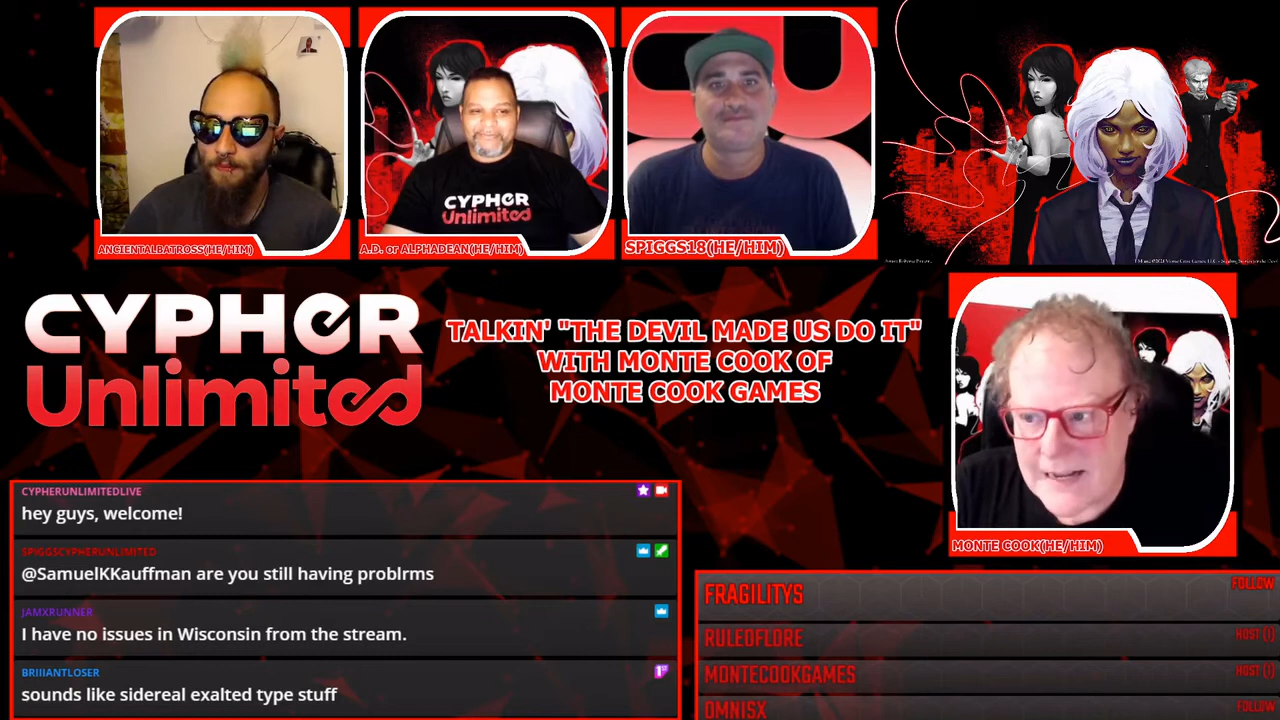 ANCIENTALBATROSS(HE/HIM)
A.D. or ALPHADEAN(HE/HIM)
CYPHER
Unlimited
SPIGGS18(HE/HIM)
CYPHER
Unlimited
TALKIN' "THE DEVIL MADE US DO IT"
WITH MONTE COOK OF
MONTE COOK GAMES
MONTE COOK(HE/HIM)
CYPHERUNLIMITEDLIVE
hey guys, welcome!
SPIGGSCYPHERUNLIMITED
@SamuelKKauffman are you still having problrms
JAMXRUNNER
I have no issues in Wisconsin from the stream.
BRIIIANTLOSER
sounds like sidereal exalted type stuff
FRAGILITYS FOLLOW
RULEOFLORE HOST (1)
MONTECOOKGAMES HOST (1)
OMNISX FOLLOW